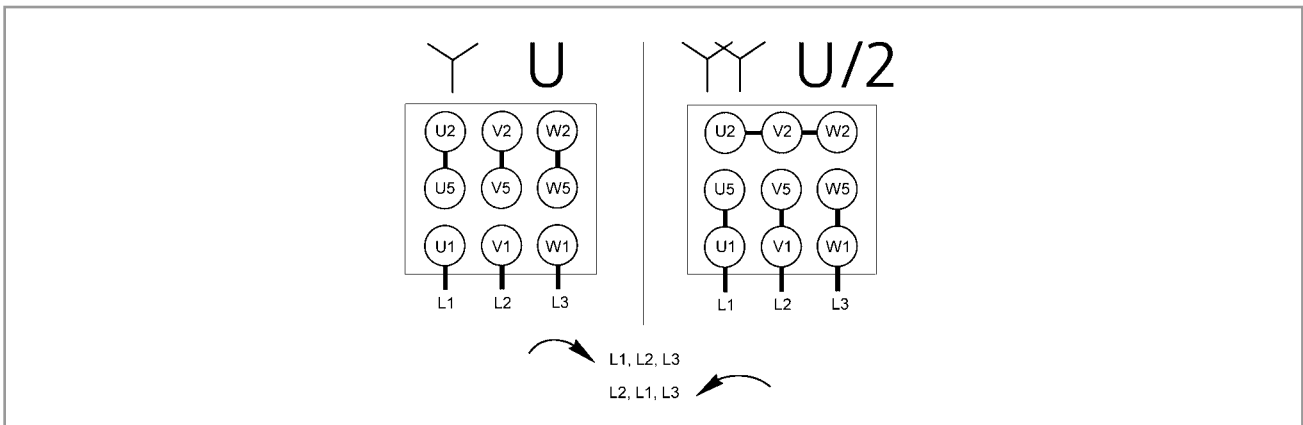 U
U2 V2 W2
U5 V5 W5
U1 V1 W1
L1 L2 L3
U/2
U2 V2 W2
U5 V5 W5
U1 V1 W1
L1 L2 L3
L1, L2, L3
L2, L1, L3